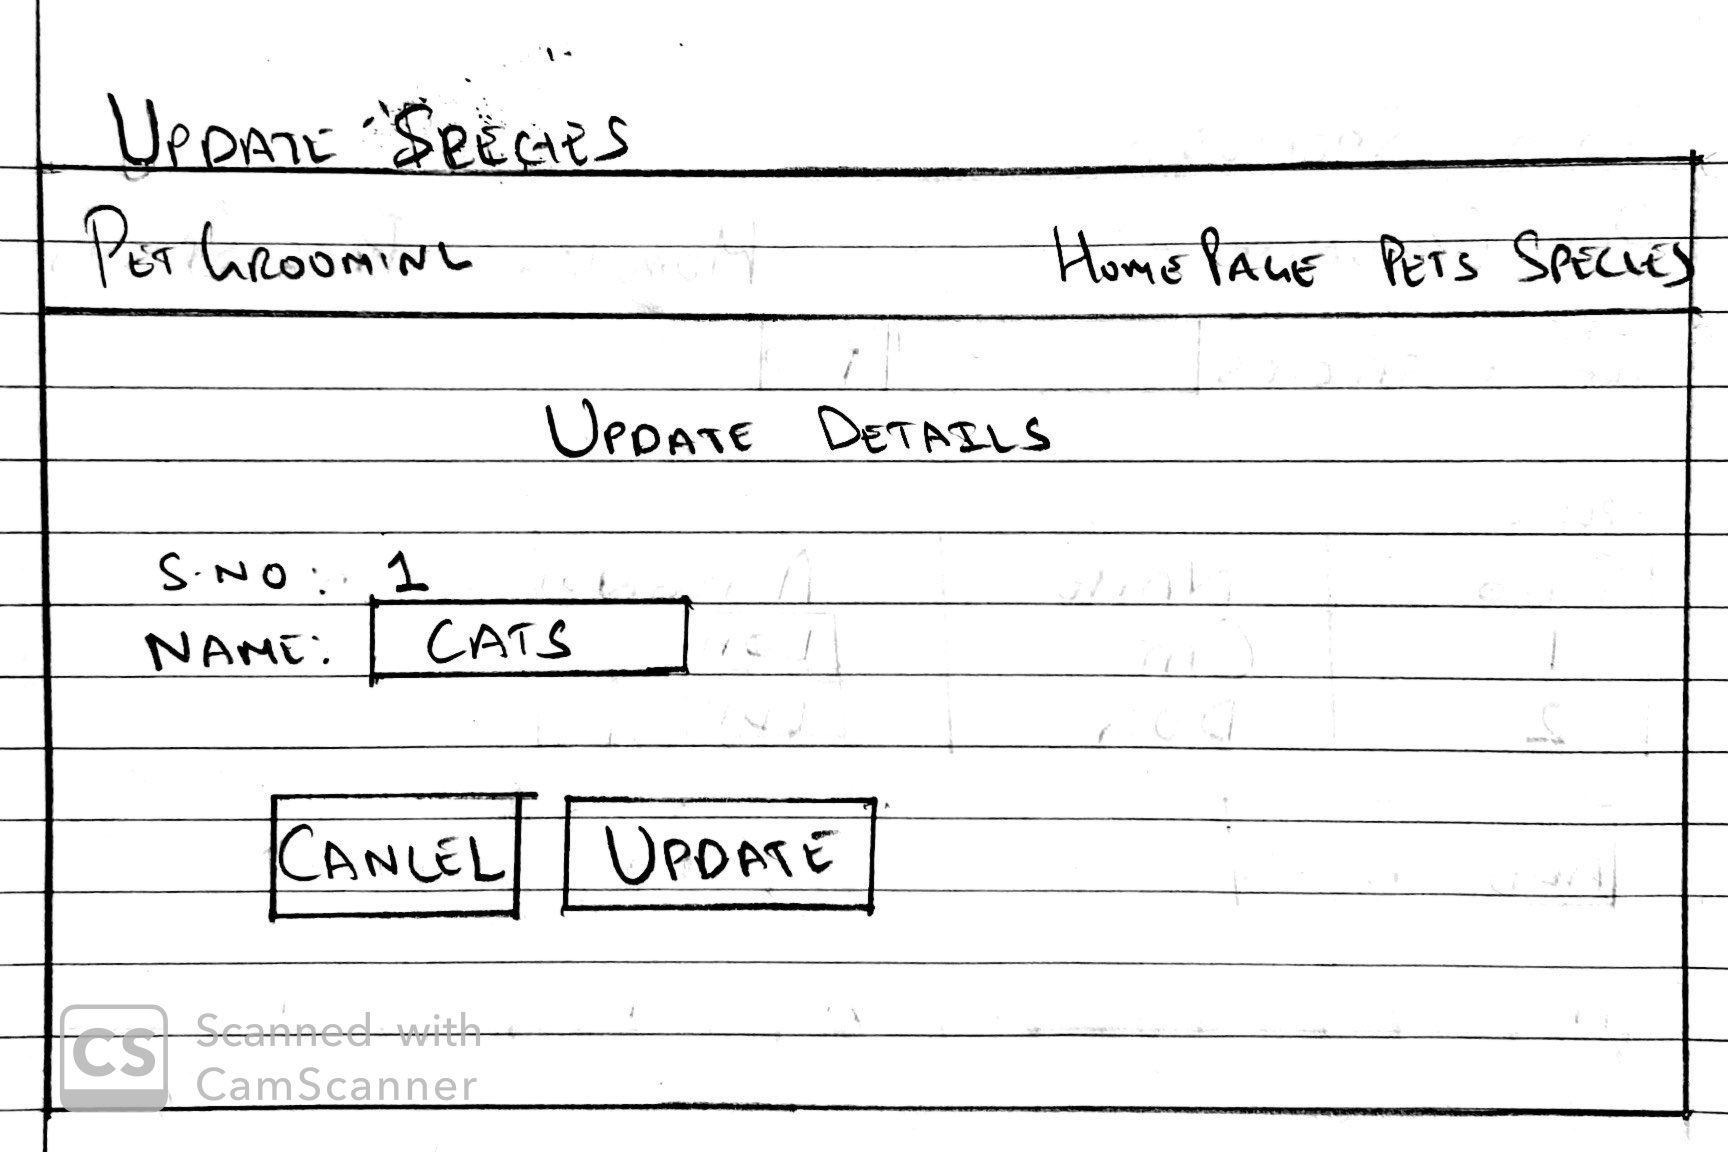 UPDATE SPECIES
PET GROOMING
HOME PAGE PETS SPECIES
UPDATE DETAILS
S.NO: 1
NAME: CATS
CANCEL UPDATE
CS Scanned with
CamScanner